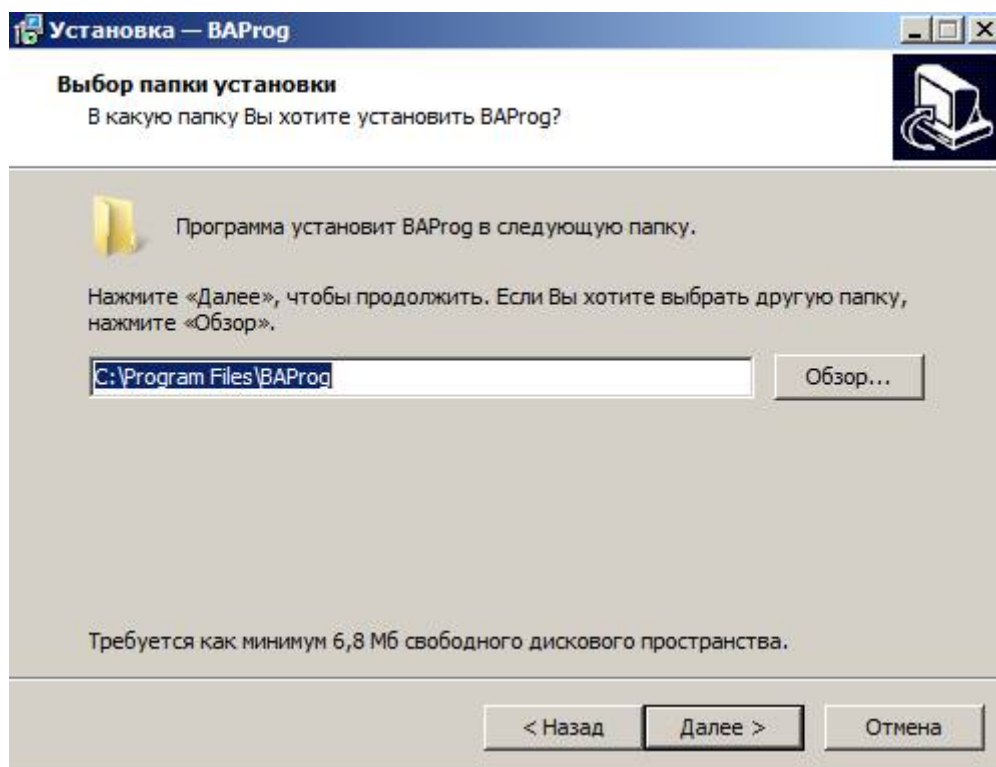 Установка — BAProg
Выбор папки установки
В какую папку Вы хотите установить BAProg?
Программа установит BAProg в следующую папку.
Нажмите «Далее», чтобы продолжить. Если Вы хотите выбрать другую папку,
нажмите «Обзор».
C:\Program Files\BAProg
Обзор...
Требуется как минимум 6,8 Мб свободного дискового пространства.
< Назад
Далее >
Отмена